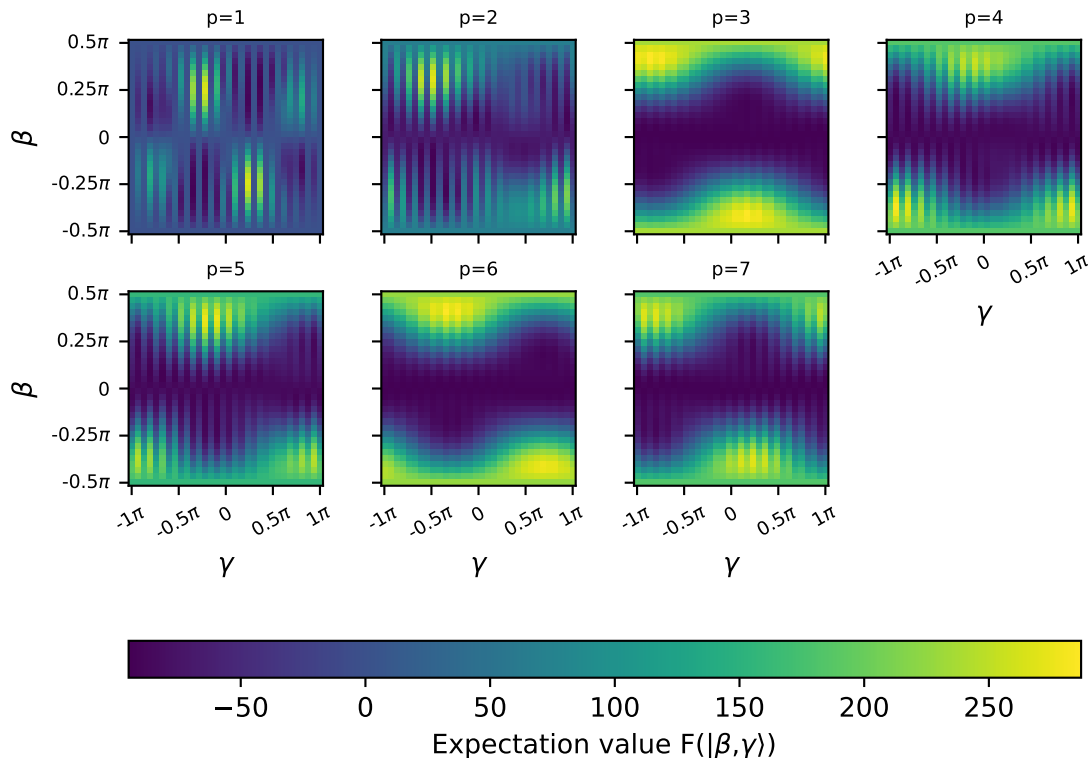 p=1
p=2
p=3
p=4
0.5π
0.25π
0
-0.25π
-0.5π
β
-1π
-0.5π
0
0.5π
1π
γ
p=5
p=6
p=7
0.5π
0.25π
0
-0.25π
-0.5π
β
-1π
-0.5π
0
0.5π
1π
-1π
-0.5π
0
0.5π
1π
-1π
-0.5π
0
0.5π
1π
γ
γ
γ
−50
0
50
100
150
200
250
Expectation value F(|β,γ⟩)